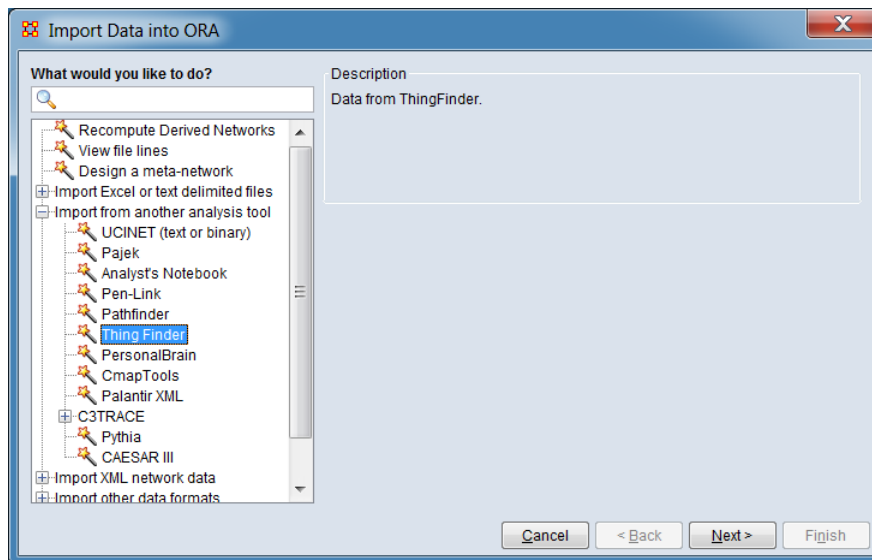 Import Data into ORA
What would you like to do?
Recompute Derived Networks
View file lines
Design a meta-network
Import Excel or text delimited files
Import from another analysis tool
UCINET (text or binary)
Pajek
Analyst's Notebook
Pen-Link
Pathfinder
Thing Finder
PersonalBrain
CmapTools
Palantir XML
C3TRACE
Pythia
CAESAR III
Import XML network data
Import other data formats
Description
Data from ThingFinder.
Cancel
< Back
Next >
Finish